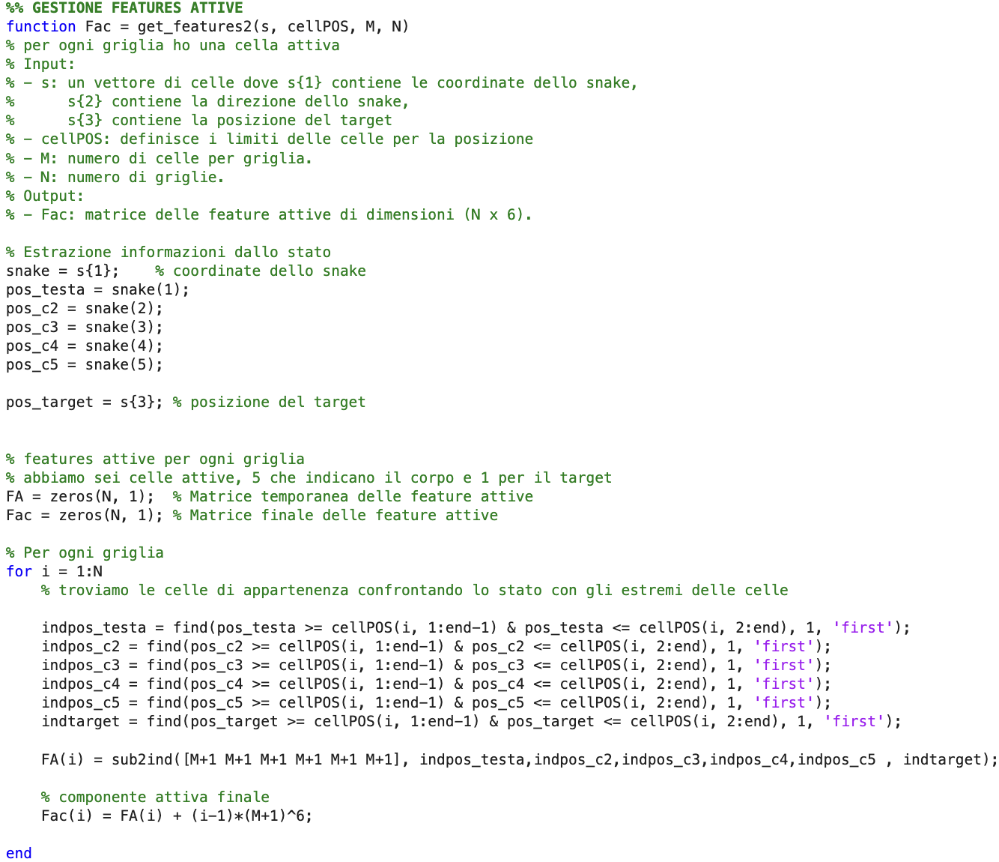 %% GESTIONE FEATURES ATTIVE
function Fac = get_features2(s, cellPOS, M, N)
% per ogni griglia ho una cella attiva
% Input:
% - s: un vettore di celle dove s{1} contiene le coordinate dello snake,
%      s{2} contiene la direzione dello snake,
%      s{3} contiene la posizione del target
% - cellPOS: definisce i limiti delle celle per la posizione
% - M: numero di celle per griglia.
% - N: numero di griglie.
% Output:
% - Fac: matrice delle feature attive di dimensioni (N x 6).

% Estrazione informazioni dallo stato
snake = s{1};    % coordinate dello snake
pos_testa = snake(1);
pos_c2 = snake(2);
pos_c3 = snake(3);
pos_c4 = snake(4);
pos_c5 = snake(5);

pos_target = s{3}; % posizione del target

% features attive per ogni griglia
% abbiamo sei celle attive, 5 che indicano il corpo e 1 per il target
FA = zeros(N, 1);  % Matrice temporanea delle feature attive
Fac = zeros(N, 1); % Matrice finale delle feature attive

% Per ogni griglia
for i = 1:N
    % troviamo le celle di appartenenza confrontando lo stato con gli estremi delle celle

    indpos_testa = find(pos_testa >= cellPOS(i, 1:end-1) & pos_testa <= cellPOS(i, 2:end), 1, 'first');
    indpos_c2 = find(pos_c2 >= cellPOS(i, 1:end-1) & pos_c2 <= cellPOS(i, 2:end), 1, 'first');
    indpos_c3 = find(pos_c3 >= cellPOS(i, 1:end-1) & pos_c3 <= cellPOS(i, 2:end), 1, 'first');
    indpos_c4 = find(pos_c4 >= cellPOS(i, 1:end-1) & pos_c4 <= cellPOS(i, 2:end), 1, 'first');
    indpos_c5 = find(pos_c5 >= cellPOS(i, 1:end-1) & pos_c5 <= cellPOS(i, 2:end), 1, 'first');
    indtarget = find(pos_target >= cellPOS(i, 1:end-1) & pos_target <= cellPOS(i, 2:end), 1, 'first');

    FA(i) = sub2ind([M+1 M+1 M+1 M+1 M+1 M+1], indpos_testa,indpos_c2,indpos_c3,indpos_c4,indpos_c5 , indtarget);

    % componente attiva finale
    Fac(i) = FA(i) + (i-1)*(M+1)^6;

end